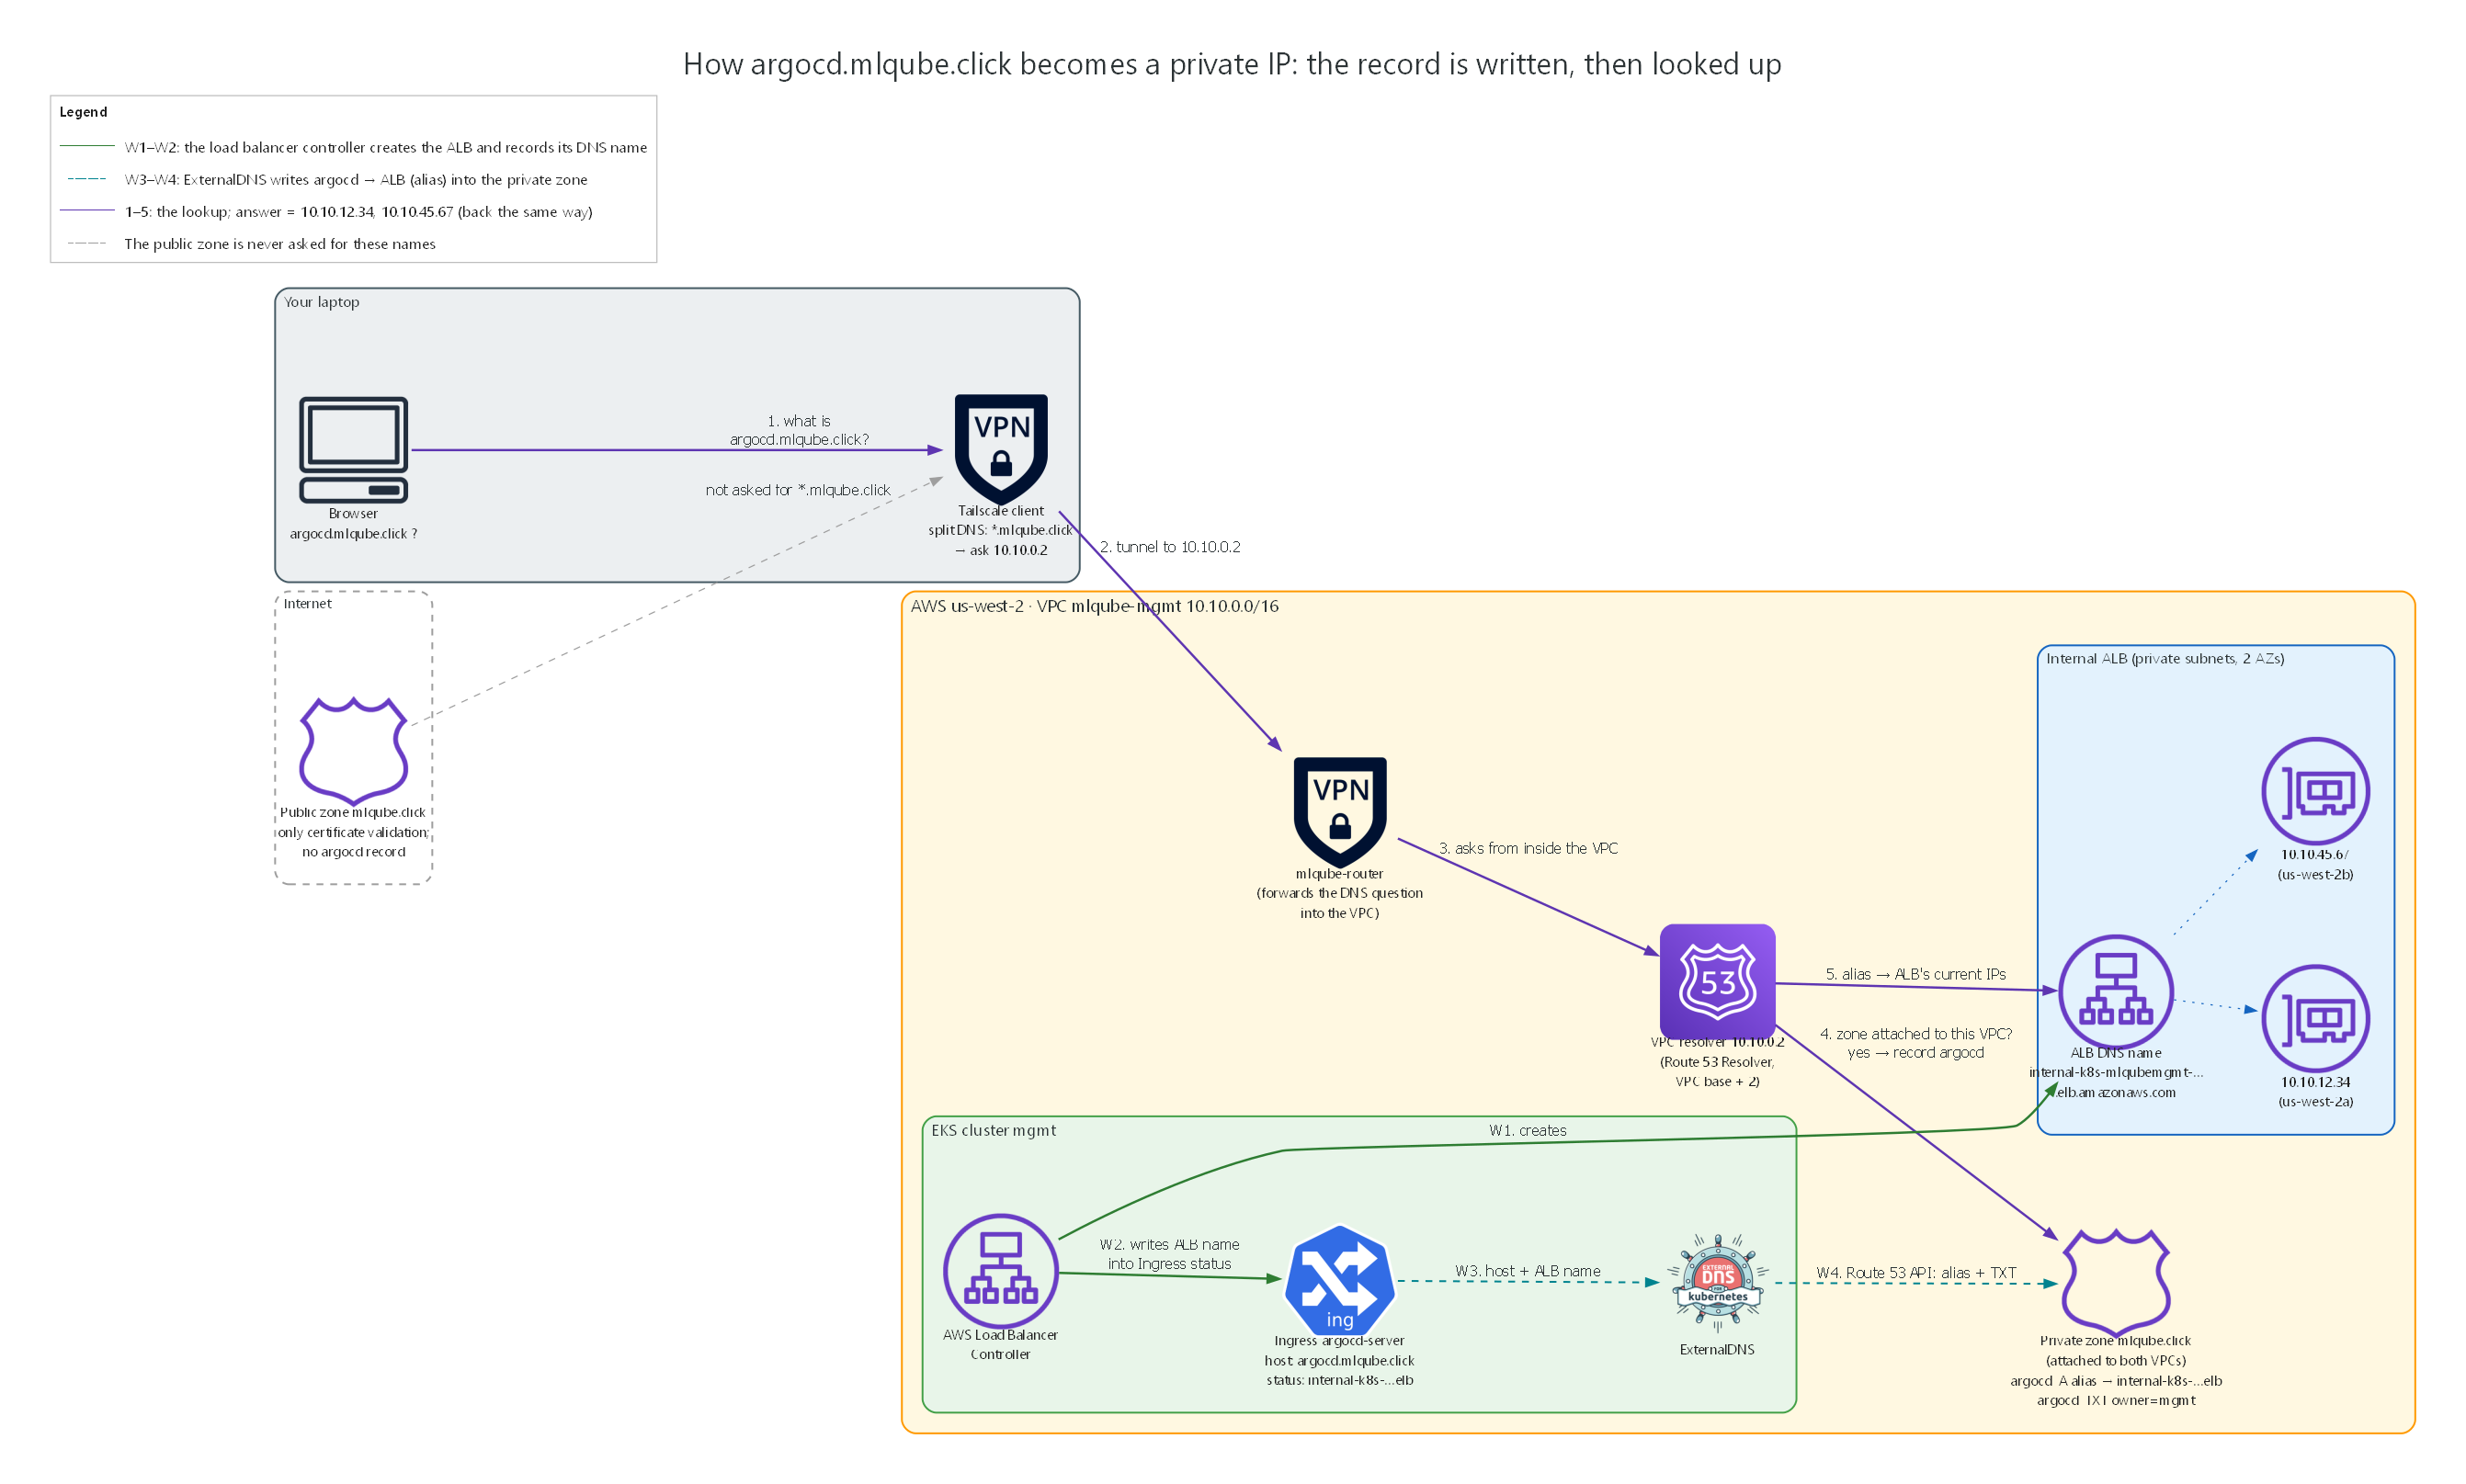 How argocd.mlqube.click becomes a private IP: the record is written, then looked up
Legend
W1–W2: the load balancer controller creates the ALB and records its DNS name
W3–W4: ExternalDNS writes argocd → ALB (alias) into the private zone
1–5: the lookup; answer = 10.10.12.34, 10.10.45.67 (back the same way)
The public zone is never asked for these names
Your laptop
Browser
argocd.mlqube.click ?
1. what is
argocd.mlqube.click?
not asked for *.mlqube.click
VPN
Tailscale client
split DNS: *.mlqube.click
→ ask 10.10.0.2
2. tunnel to 10.10.0.2
Internet
Public zone mlqube.click
only certificate validation;
no argocd record
AWS us-west-2 · VPC mlqube-mgmt 10.10.0.0/16
VPN
mlqube-router
(forwards the DNS question
into the VPC)
3. asks from inside the VPC
53
VPC resolver 10.10.0.2
(Route 53 Resolver,
VPC base + 2)
5. alias → ALB's current IPs
4. zone attached to this VPC?
yes → record argocd
Internal ALB (private subnets, 2 AZs)
10.10.45.67
(us-west-2b)
ALB DNS name
internal-k8s-mlqubemgmt-...
.elb.amazonaws.com
10.10.12.34
(us-west-2a)
EKS cluster mgmt
W1. creates
AWS Load Balancer
Controller
W2. writes ALB name
into Ingress status
ing
Ingress argocd-server
host: argocd.mlqube.click
status: internal-k8s-...elb
W3. host + ALB name
EXTERNAL
DNS
FOR
kubernetes
ExternalDNS
W4. Route 53 API: alias + TXT
Private zone mlqube.click
(attached to both VPCs)
argocd A alias → internal-k8s-...elb
argocd TXT owner=mgmt